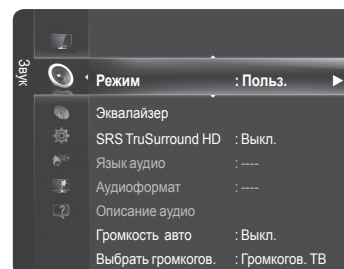 Звук
Режим : Польз.
Эквалайзер
SRS TruSurround HD : Выкл.
Язык аудио : ----
Аудиоформат : ----
Описание аудио
Громкость авто : Выкл.
Выбрать громкогов. : Громкогов. ТВ